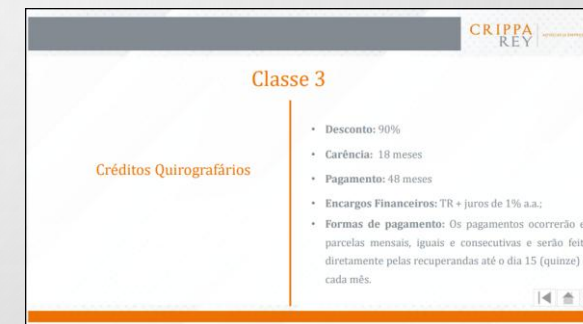 CRIPPA
REY
Classe 3
Créditos Quirografários
• Desconto: 90%
• Carência: 18 meses
• Pagamento: 48 meses
• Encargos Financeiros: TR + juros de 1% a.a.;
• Formas de pagamento: Os pagamentos ocorrerão e
parcelas mensais, iguais e consecutivas e serão feit
diretamente pelas recuperandas até o dia 15 (quinze)
cada mês.